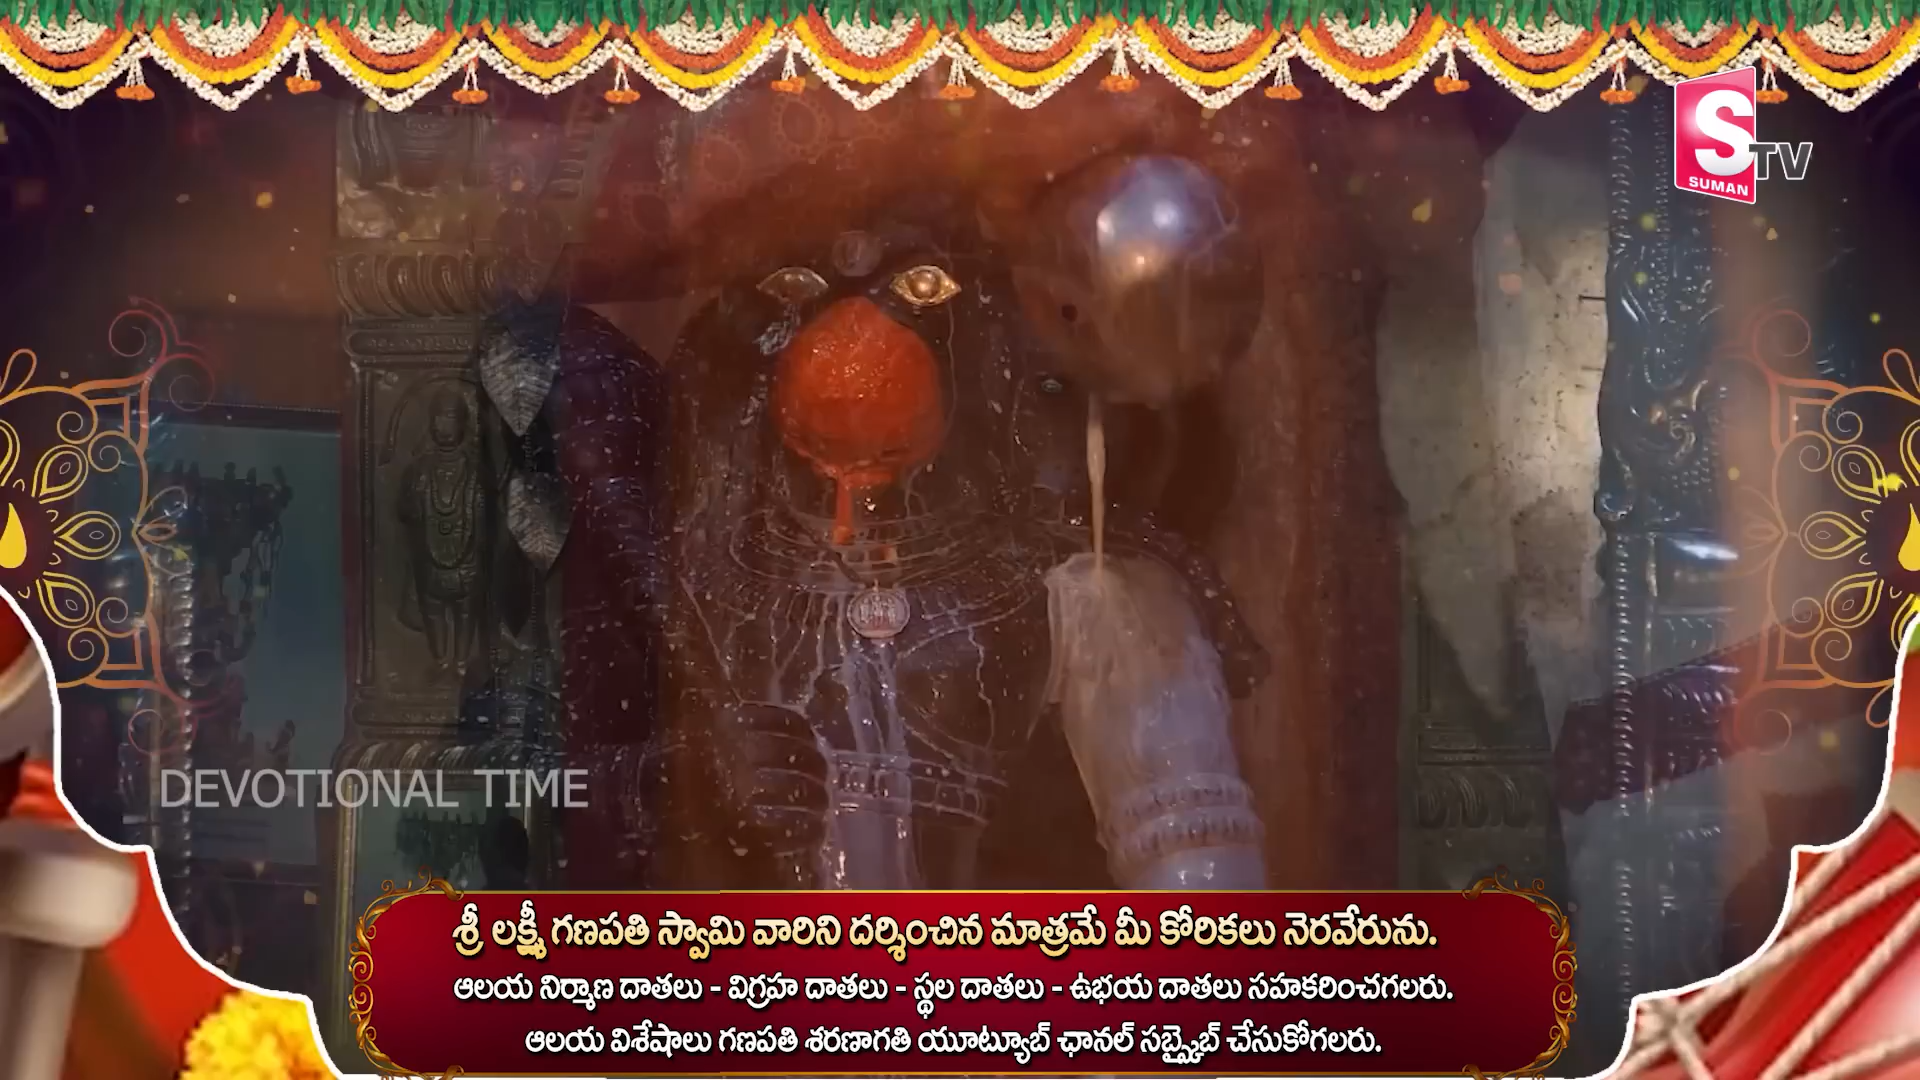 S TV
SUMAN
DEVOTIONAL TIME
శ్రీ లక్ష్మీ గణపతి స్వామి వారిని దర్శించిన మాత్రమే మీ కోరికలు నెరవేరును.
ఆలయ నిర్మాణ దాతలు - విగ్రహ దాతలు - స్థల దాతలు - ఉభయ దాతలు సహకరించగలరు.
ఆలయ విశేషాలు గణపతి శరణాగతి యూట్యూబ్ ఛానల్ సబ్స్కైబ్ చేసుకోగలరు.